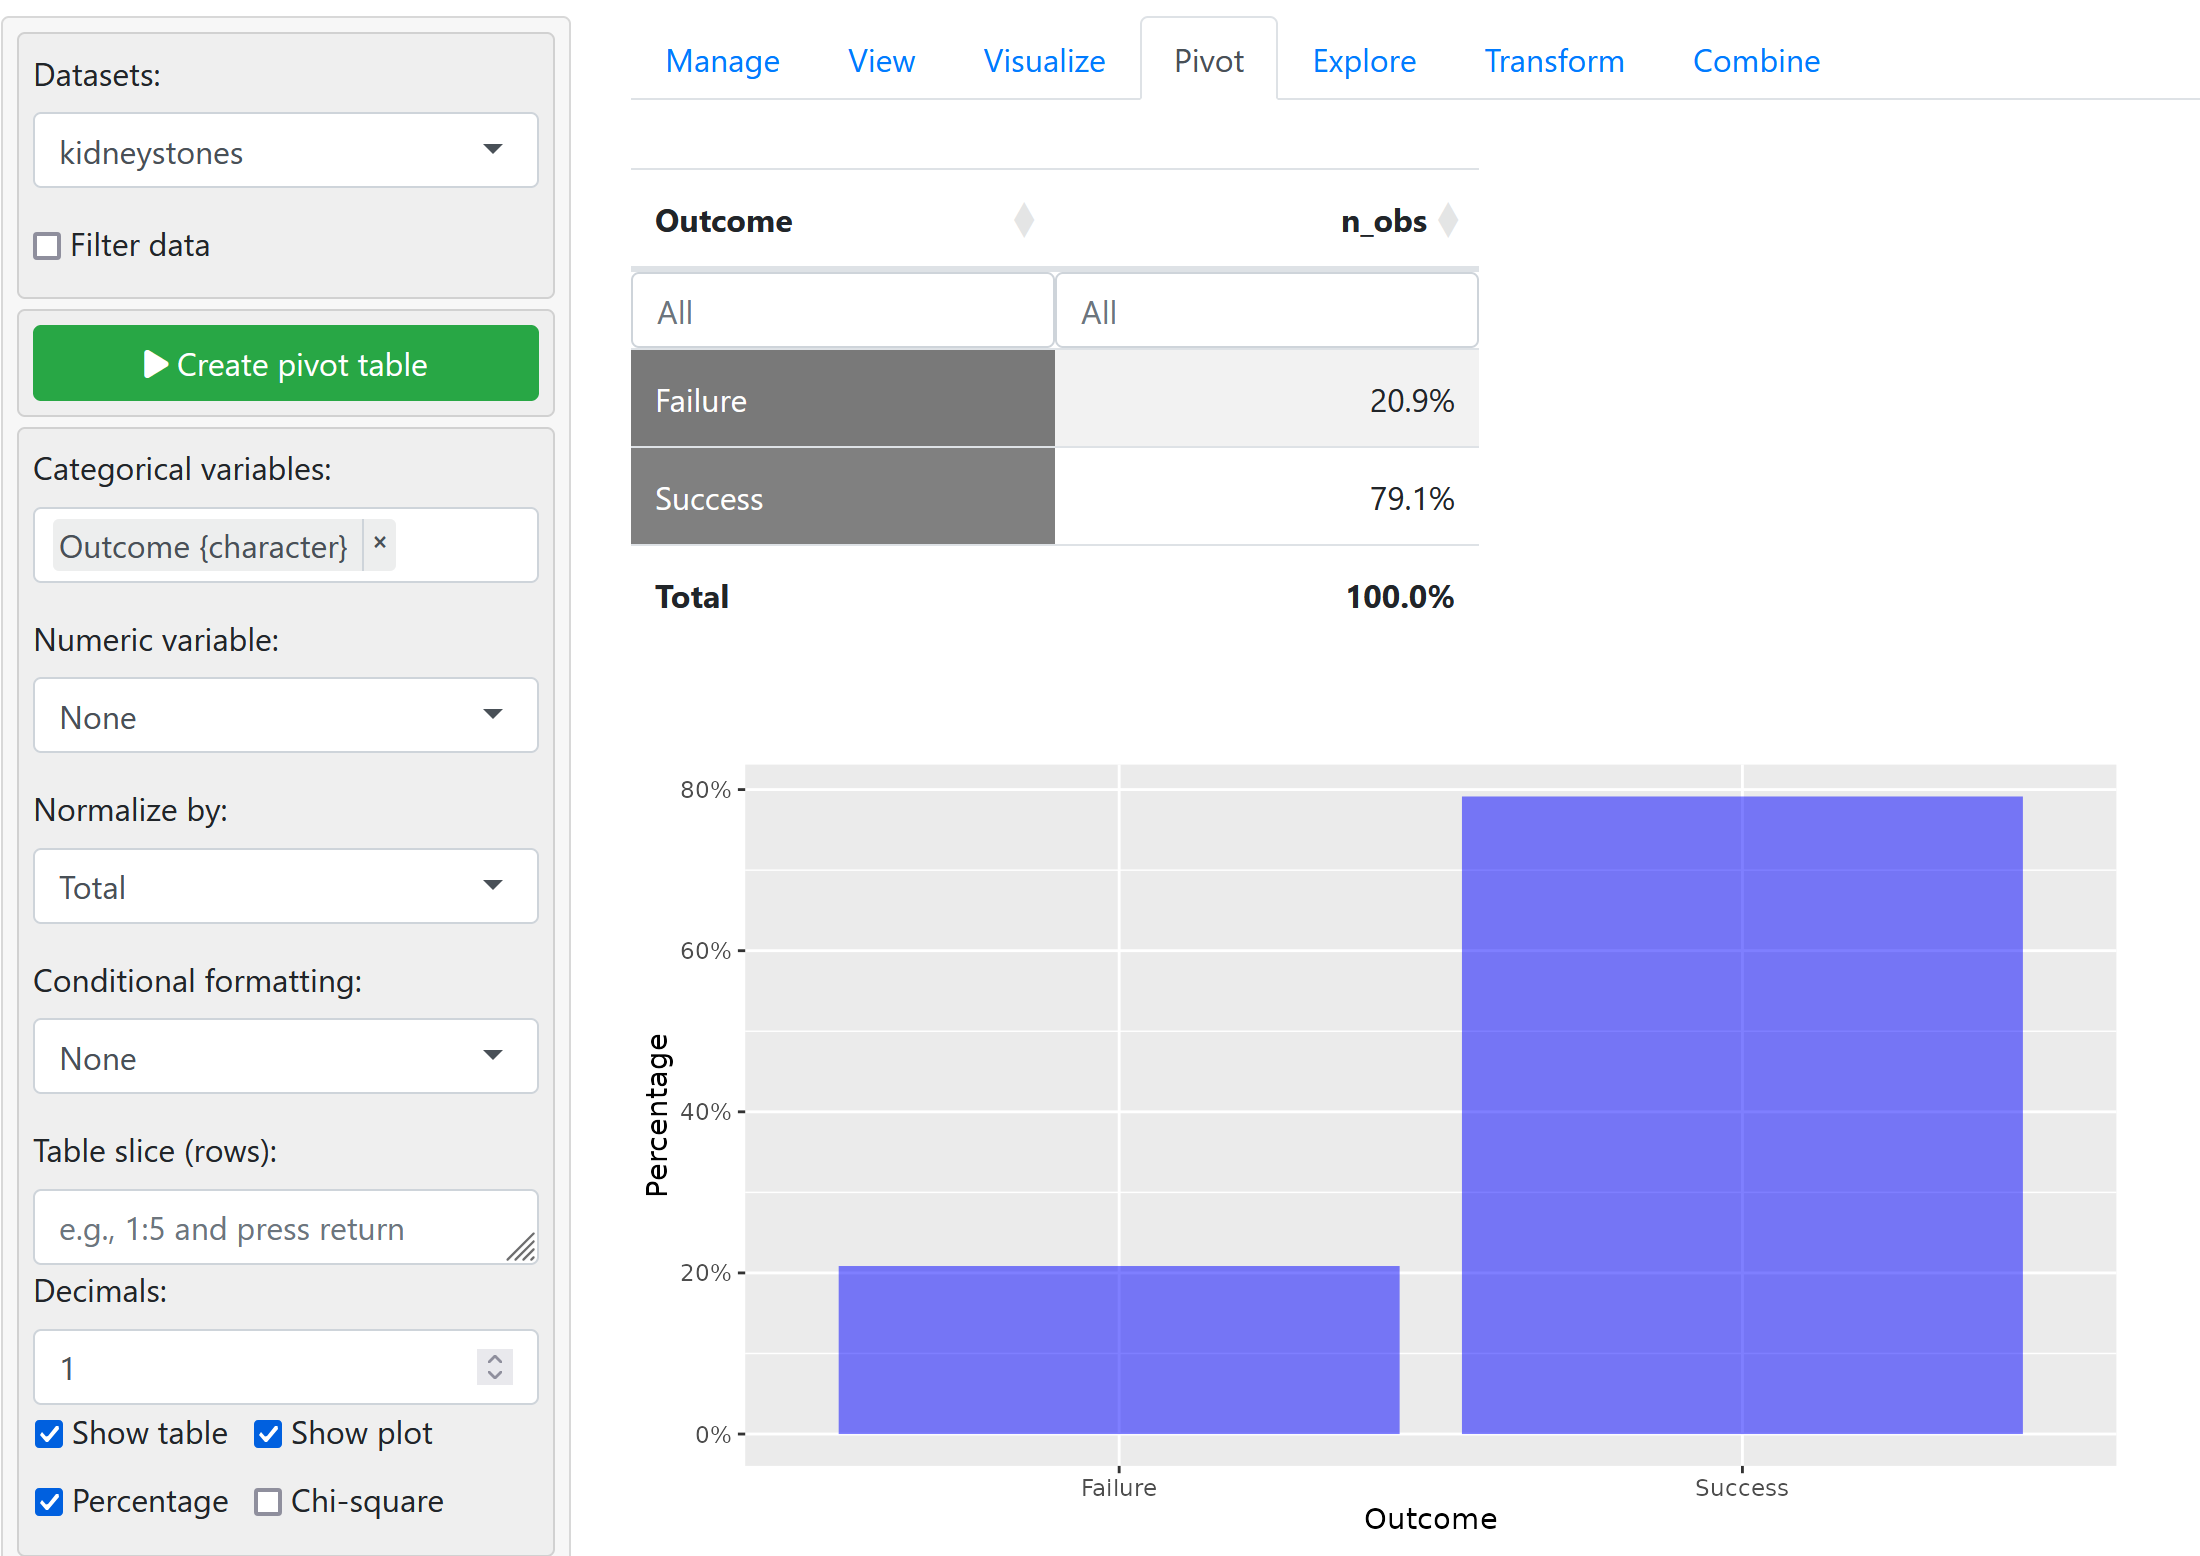 Datasets:
kidneystones
Filter data
Create pivot table
Categorical variables:
Outcome {character} ×
Numeric variable:
None
Normalize by:
Total
Conditional formatting:
None
Table slice (rows):
e.g., 1:5 and press return
Decimals:
1
Show table Show plot
Percentage Chi-square
Manage View Visualize Pivot Explore Transform Combine
Outcome n_obs
All All
Failure 20.9%
Success 79.1%
Total 100.0%
80%
60%
40%
20%
0%
Percentage
Failure Success
Outcome